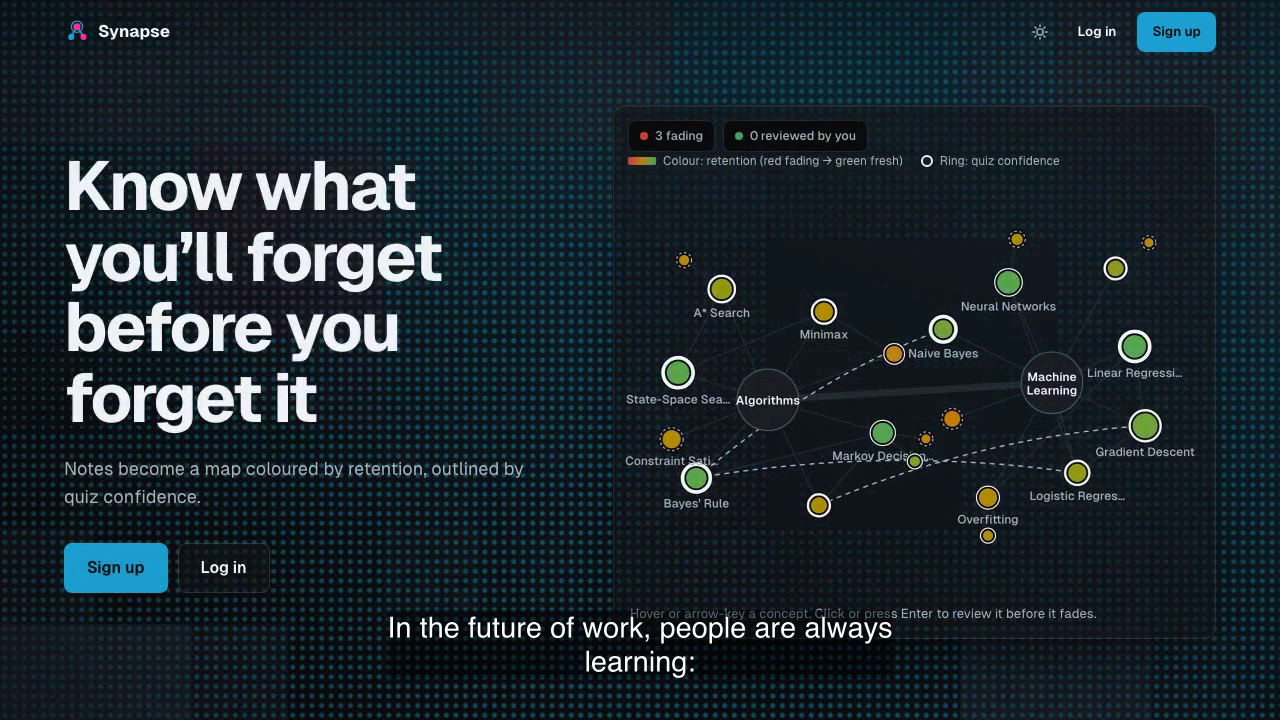 Synapse
Log in
Sign up
3 fading
0 reviewed by you
Colour: retention (red fading → green fresh)
Ring: quiz confidence
Know what
you'll forget
before you
forget it
Notes become a map coloured by retention, outlined by
quiz confidence.
Sign up
Log in
Neural Networks
A* Search
Minimax
Naive Bayes
Linear Regressi...
Machine
Learning
State-Space Sea...
Algorithms
Gradient Descent
Markov Decision...
Constraint Sati...
Logistic Regres...
Bayes' Rule
Overfitting
Hover or arrow-key a concept. Click or press Enter to review it before it fades.
In the future of work, people are always
learning: